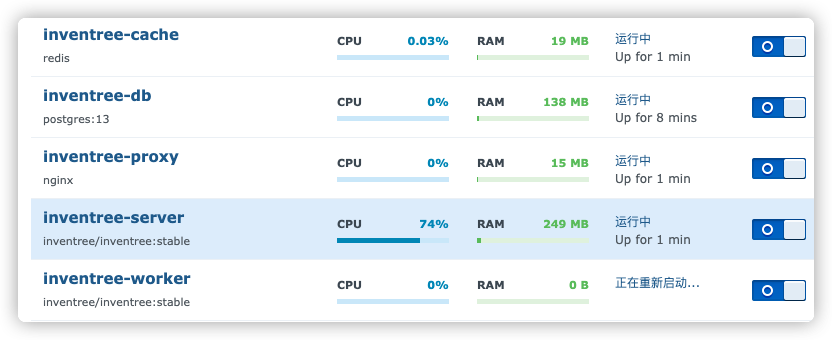 inventree-cache
CPU 0.03% RAM 19 MB 运行中
redis Up for 1 min
inventree-db
CPU 0% RAM 138 MB 运行中
postgres:13 Up for 8 mins
inventree-proxy
CPU 0% RAM 15 MB 运行中
nginx Up for 1 min
inventree-server
CPU 74% RAM 249 MB 运行中
inventree/inventree:stable Up for 1 min
inventree-worker
CPU 0% RAM 0 B 正在重新启动...
inventree/inventree:stable